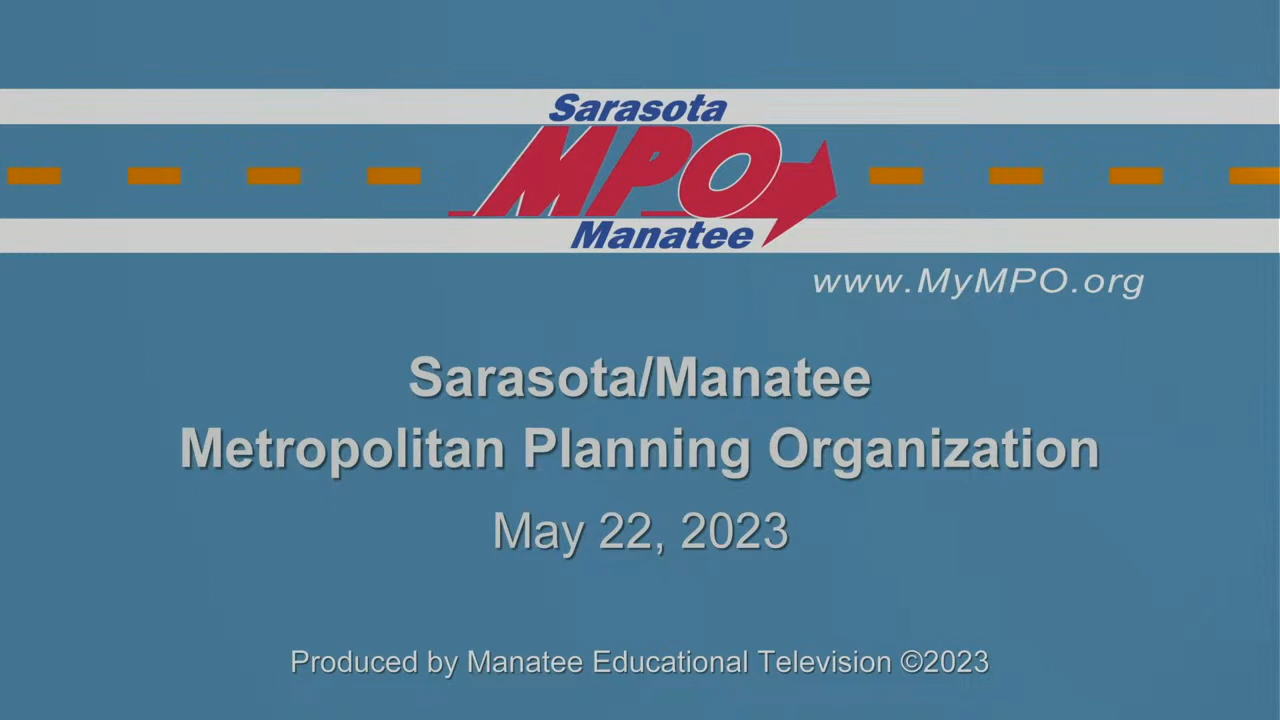 Sarasota
MPO
Manatee
www.MyMPO.org
Sarasota/Manatee
Metropolitan Planning Organization
May 22, 2023
Produced by Manatee Educational Television ©2023